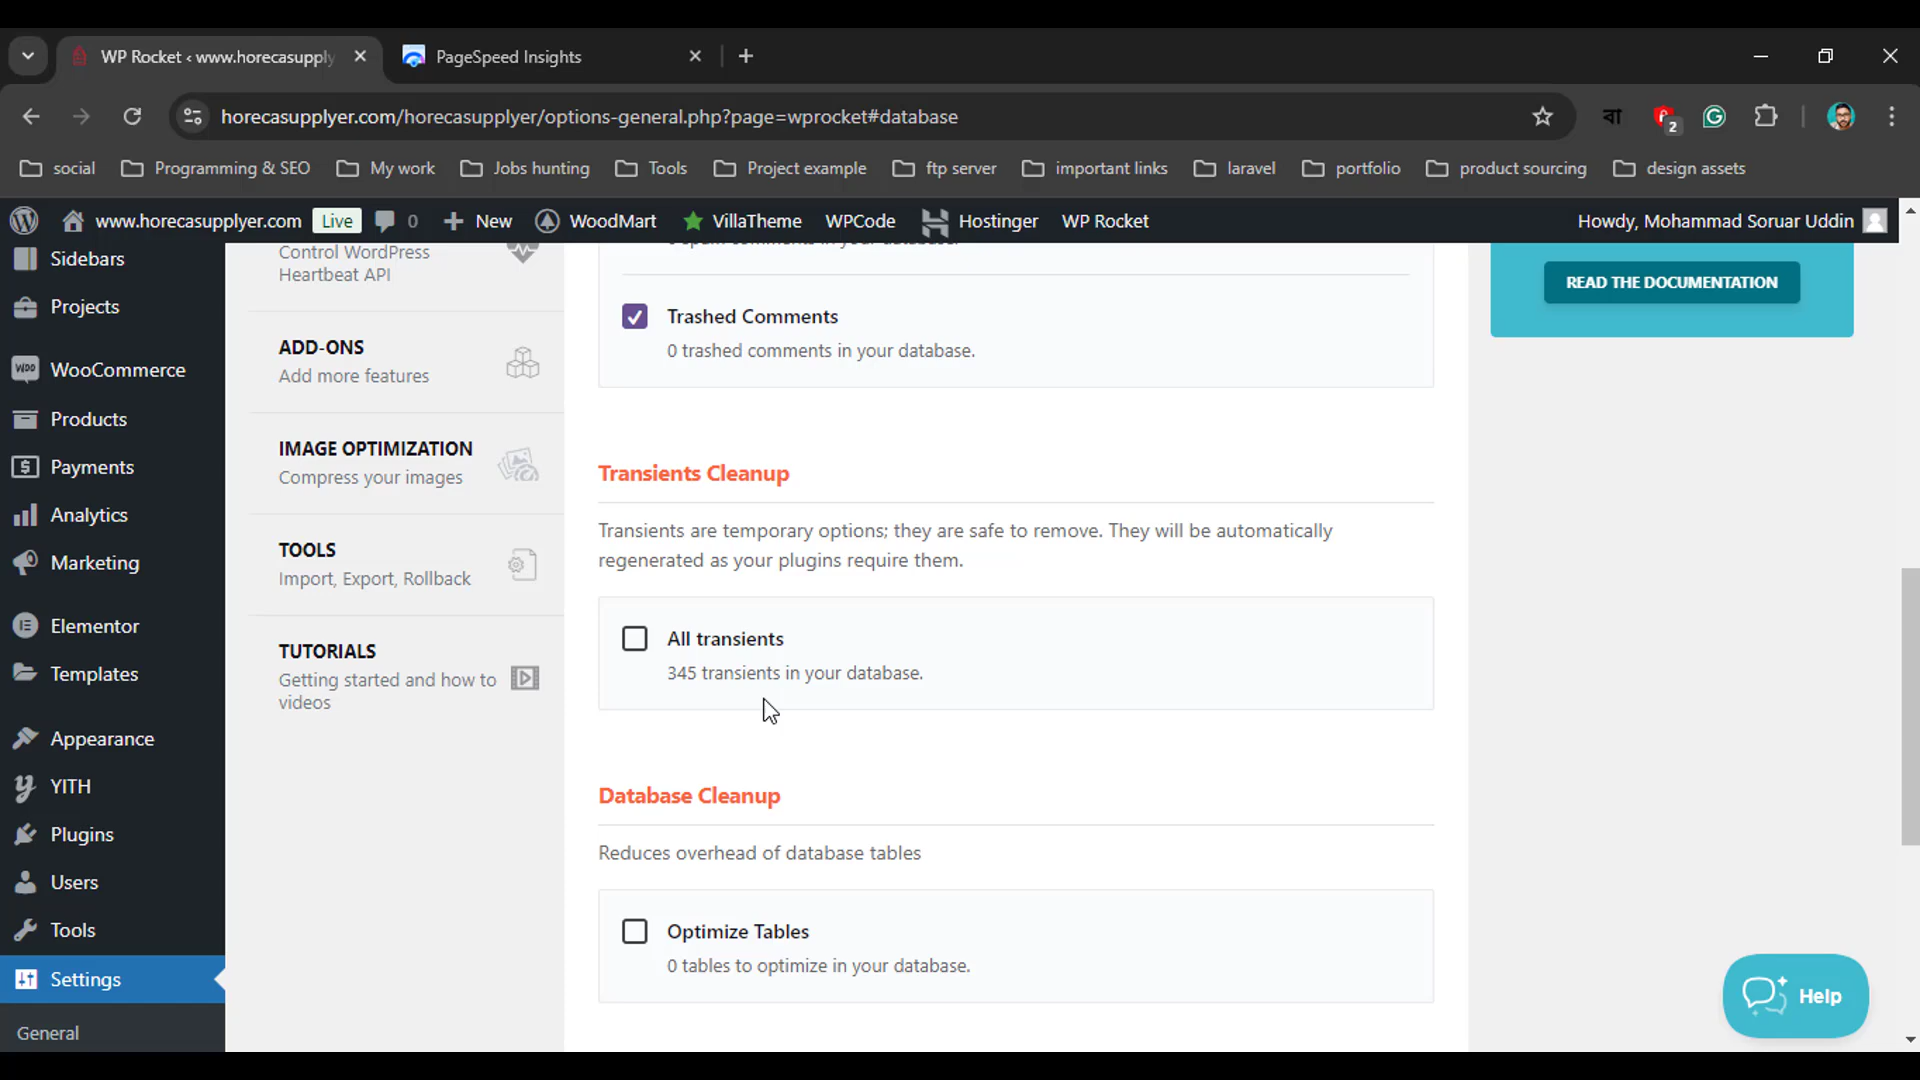 WP Rocket ‹ www.horecasupply
PageSpeed Insights
horecasupplyer.com/horecasupplyer/options-general.php?page=wprocket#database
বা
2
social
Programming & SEO
My work
Jobs hunting
Tools
Project example
ftp server
important links
laravel
portfolio
product sourcing
design assets
www.horecasupplyer.com
Live
0
New
WoodMart
VillaTheme
WPCode
Hostinger
WP Rocket
Howdy, Mohammad Soruar Uddin
Sidebars
Projects
WooCommerce
Products
Payments
Analytics
Marketing
Elementor
Templates
Appearance
YITH
Plugins
Users
Tools
Settings
General
Control WordPress
Heartbeat API
ADD-ONS
Add more features
IMAGE OPTIMIZATION
Compress your images
TOOLS
Import, Export, Rollback
TUTORIALS
Getting started and how to
videos
0 spam comments in your database.
Trashed Comments
0 trashed comments in your database.
Transients Cleanup
Transients are temporary options; they are safe to remove. They will be automatically
regenerated as your plugins require them.
All transients
345 transients in your database.
Database Cleanup
Reduces overhead of database tables
Optimize Tables
0 tables to optimize in your database.
READ THE DOCUMENTATION
Help